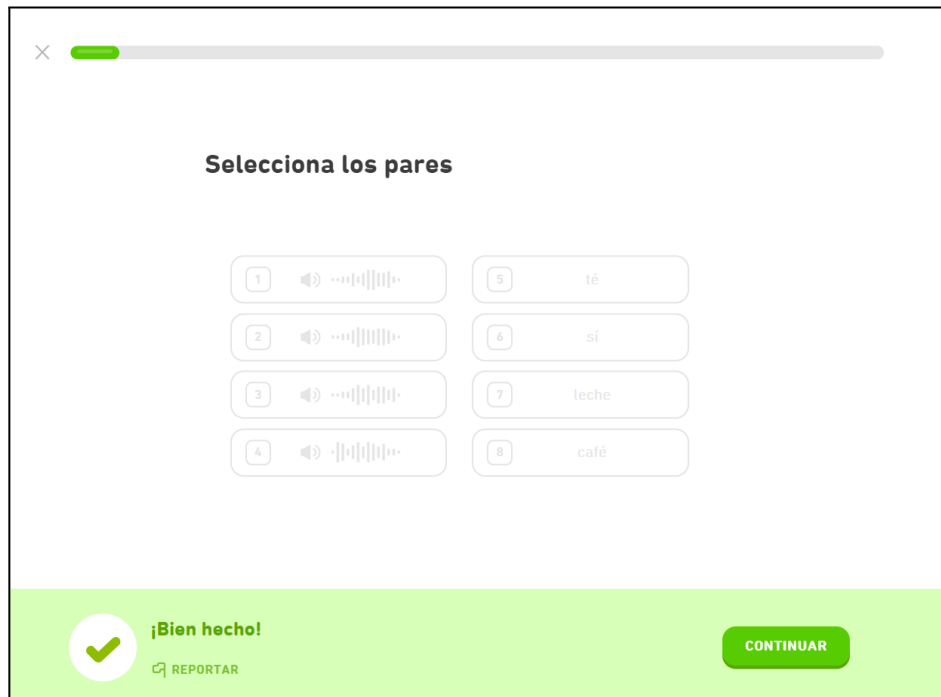 Selecciona los pares
1
5 té
2
6 sí
3
7 leche
4
8 café
¡Bien hecho!
REPORTAR
CONTINUAR